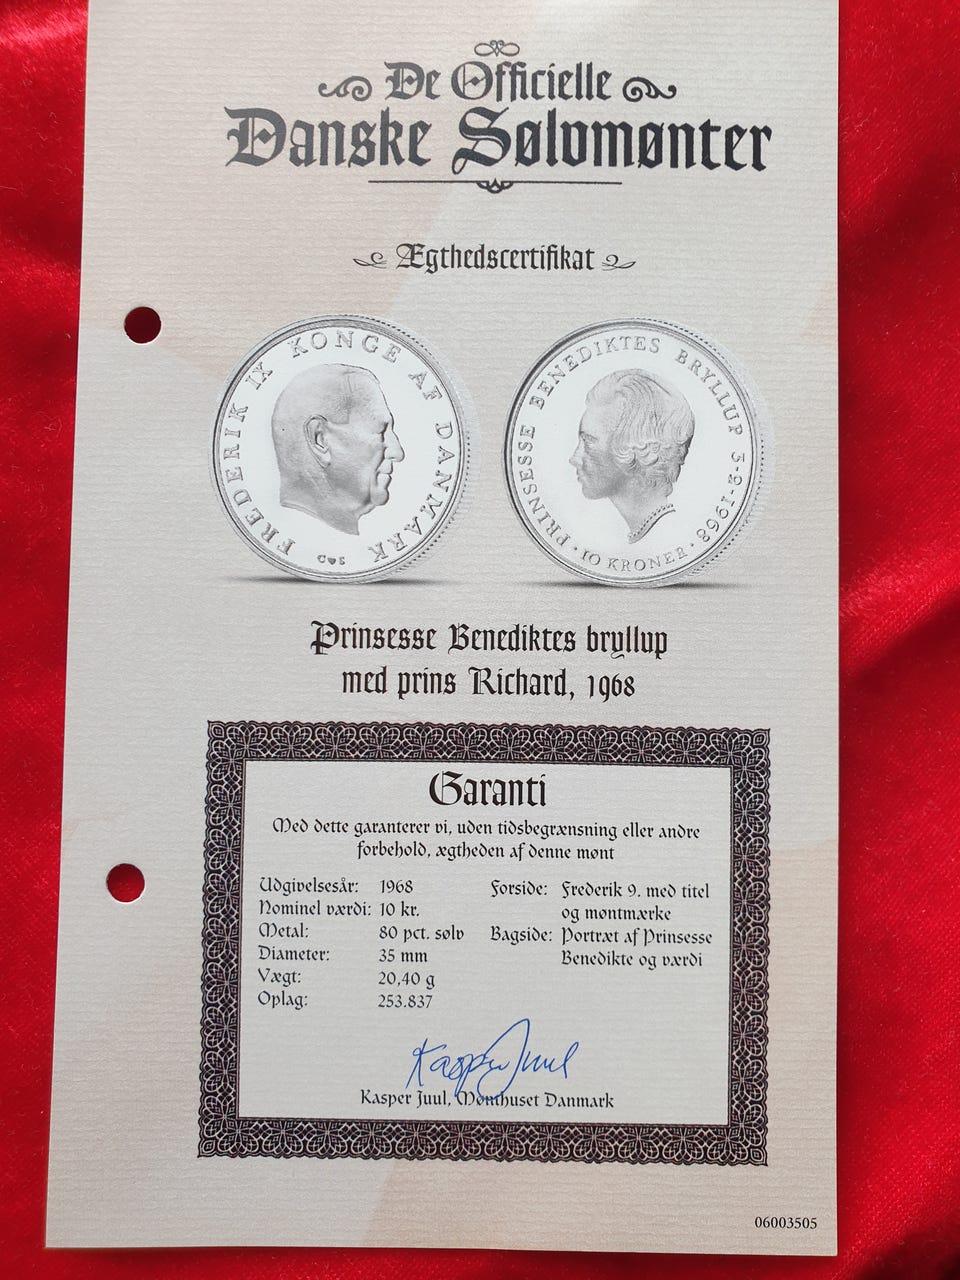 De Officielle
Danske Sølvmønter
Ægthedscertifikat
FREDERIK IX KONGE AF DANMARK
C♥S
PRINSESSE BENEDIKTES BRYLLUP 3-2-1968
· 10 KRONER ·
Prinsesse Benediktes bryllup
med prins Richard, 1968
Garanti
Med dette garanterer vi, uden tidsbegrænsning eller andre
forbehold, ægtheden af denne mønt
Udgivelsesår: 1968
Nominel værdi: 10 kr.
Metal: 80 pct. sølv
Diameter: 35 mm
Vægt: 20,40 g
Oplag: 253.837
Forside: Frederik 9. med titel
og møntmærke
Bagside: Portræt af Prinsesse
Benedikte og værdi
Kasper Juul
Kasper Juul, Mønthuset Danmark
06003505